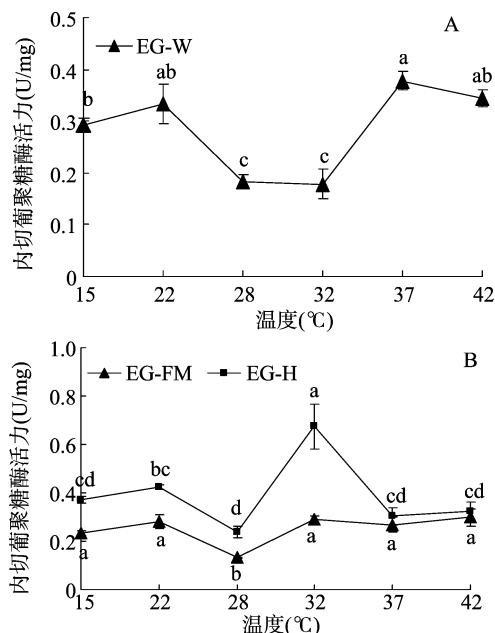 A
EG-W
内切葡聚糖酶活力(U/mg)
0.5
0.4
0.3
0.2
0.1
0
b
ab
c
c
a
ab
15 22 28 32 37 42
温度(℃)
B
EG-FM EG-H
内切葡聚糖酶活力(U/mg)
1.0
0.8
0.6
0.4
0.2
0
cd bc d a cd cd
a a b a a a
15 22 28 32 37 42
温度(℃)